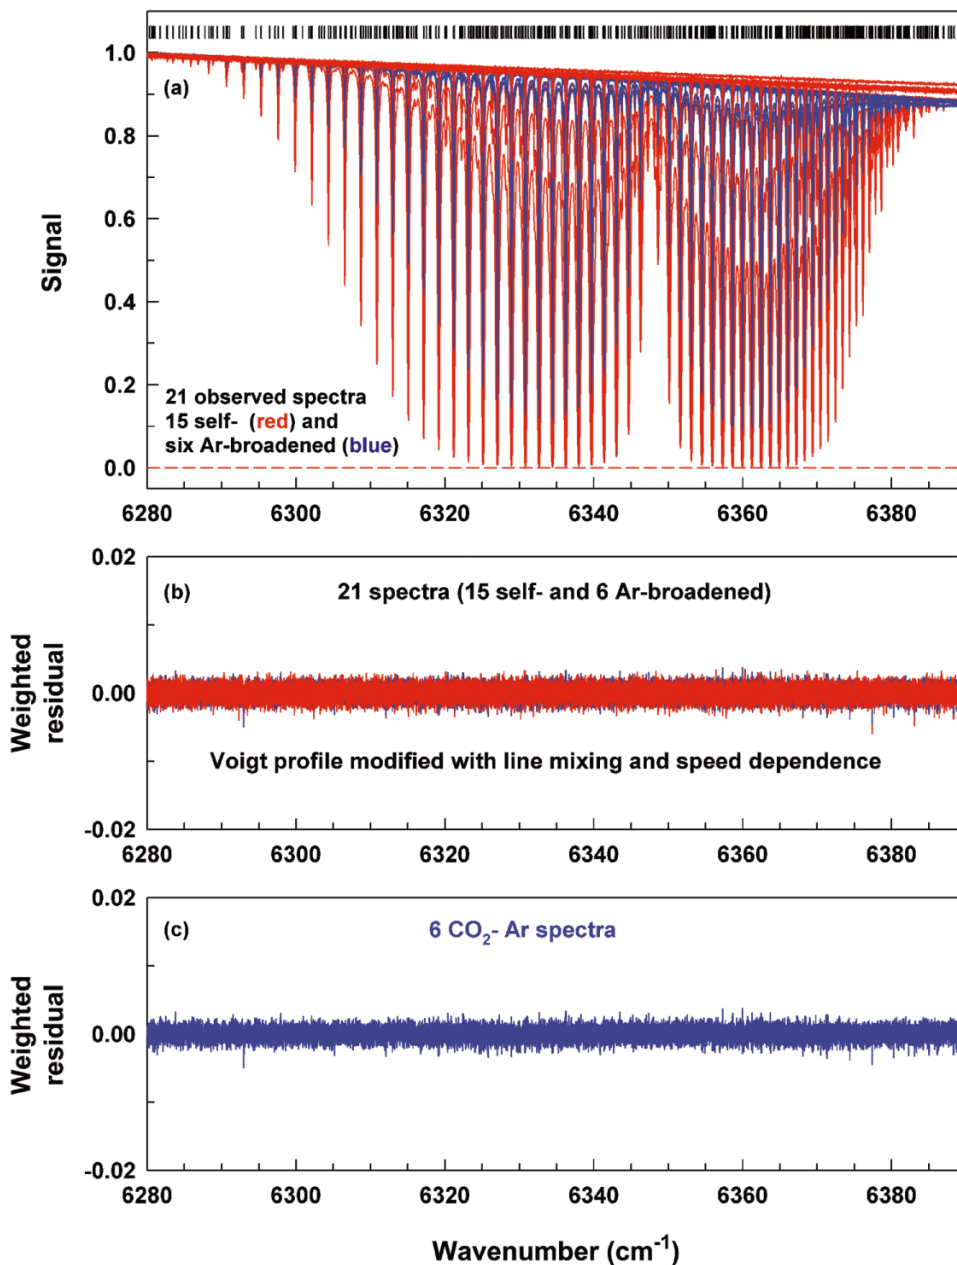 1.0
(a)
0.8
0.6
Signal
0.4
0.2
21 observed spectra
15 self- (red) and
six Ar-broadened (blue)
0.0
6280 6300 6320 6340 6360 6380
0.02
(b) 21 spectra (15 self- and 6 Ar-broadened)
Weighted
residual
0.00
Voigt profile modified with line mixing and speed dependence
-0.02
6280 6300 6320 6340 6360 6380
0.02
(c) 6 CO₂- Ar spectra
Weighted
residual
0.00
-0.02
6280 6300 6320 6340 6360 6380
Wavenumber (cm⁻¹)